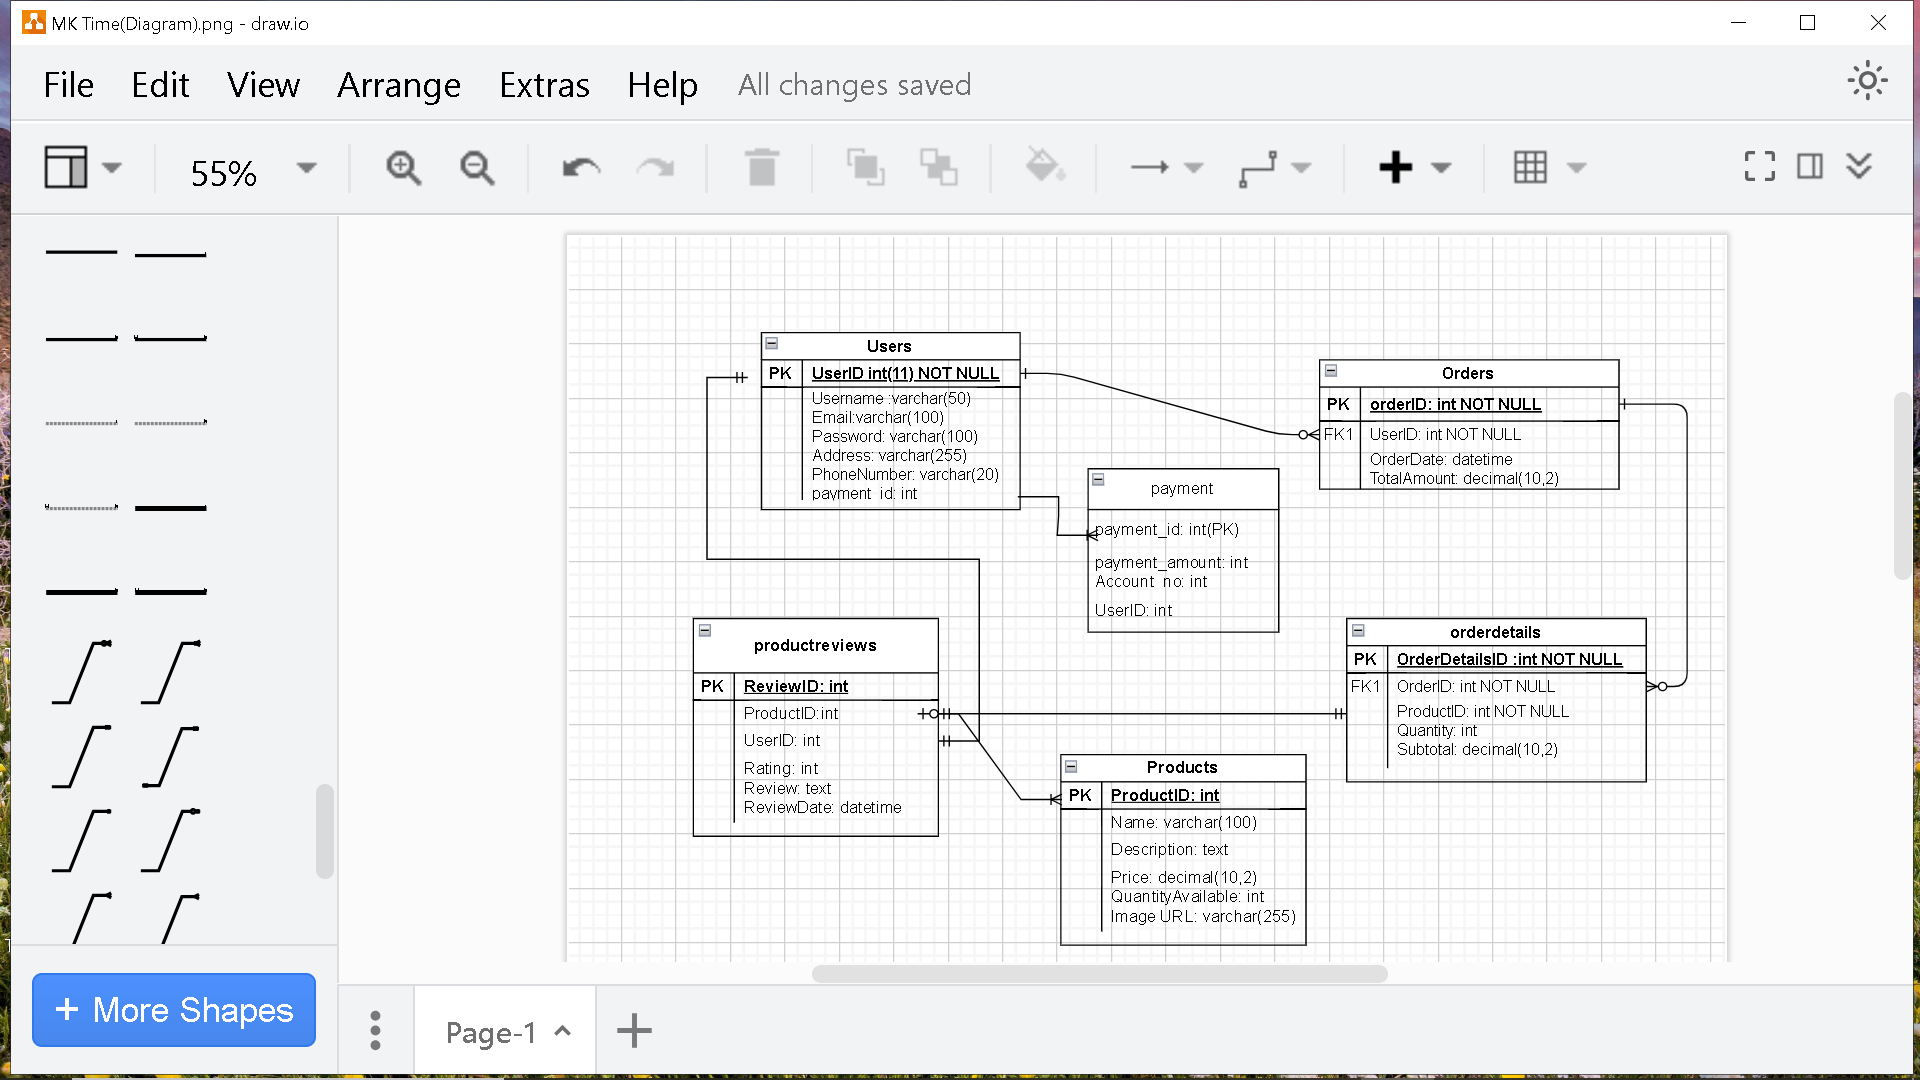 MK Time(Diagram).png - draw.io
File Edit View Arrange Extras Help All changes saved
55%
Users
PK UserID int(11) NOT NULL
Username :varchar(50)
Email:varchar(100)
Password: varchar(100)
Address: varchar(255)
PhoneNumber: varchar(20)
payment_id: int
Orders
PK orderID: int NOT NULL
FK1 UserID: int NOT NULL
OrderDate: datetime
TotalAmount: decimal(10,2)
payment
payment_id: int(PK)
payment_amount: int
Account_no: int
UserID: int
productreviews
PK ReviewID: int
ProductID:int
UserID: int
Rating: int
Review: text
ReviewDate: datetime
orderdetails
PK OrderDetailsID :int NOT NULL
FK1 OrderID: int NOT NULL
ProductID: int NOT NULL
Quantity: int
Subtotal: decimal(10,2)
Products
PK ProductID: int
Name: varchar(100)
Description: text
Price: decimal(10,2)
QuantityAvailable: int
Image URL: varchar(255)
+ More Shapes
Page-1